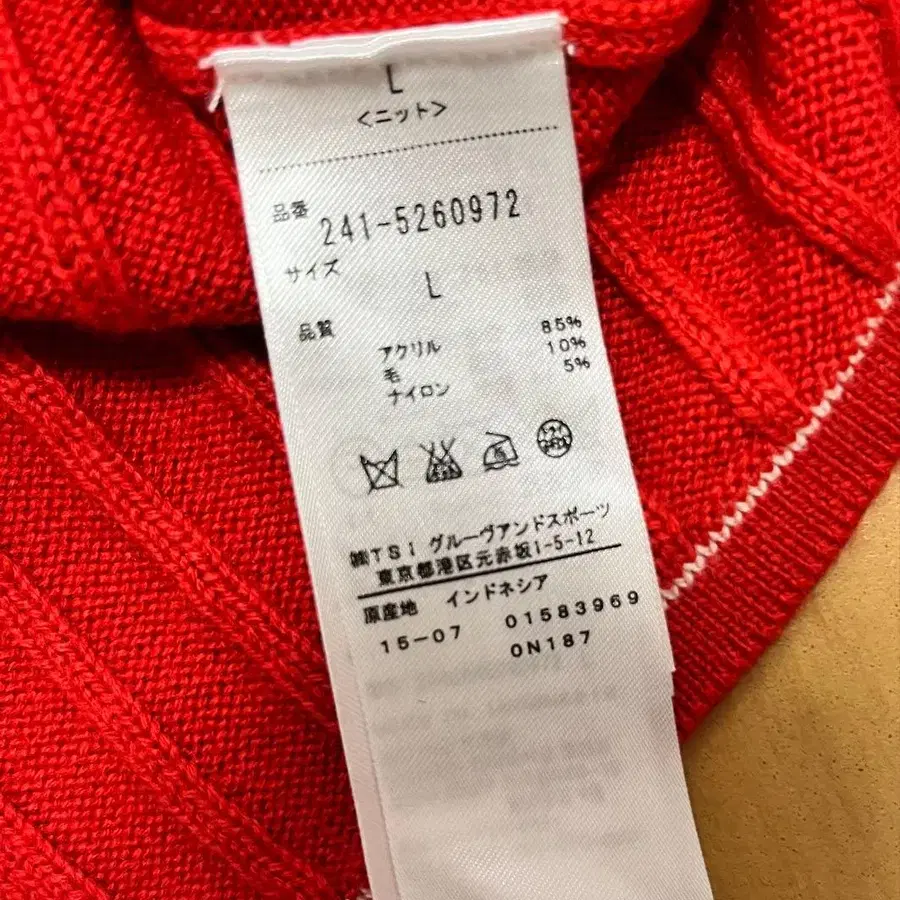 L
<ニット>
品番
241-5260972
サイズ
L
品質
アクリル 85%
毛 10%
ナイロン 5%
㈱TSI グルーヴアンドスポーツ
東京都港区元赤坂1-5-12
原産地 インドネシア
15-07 01583969
0N187